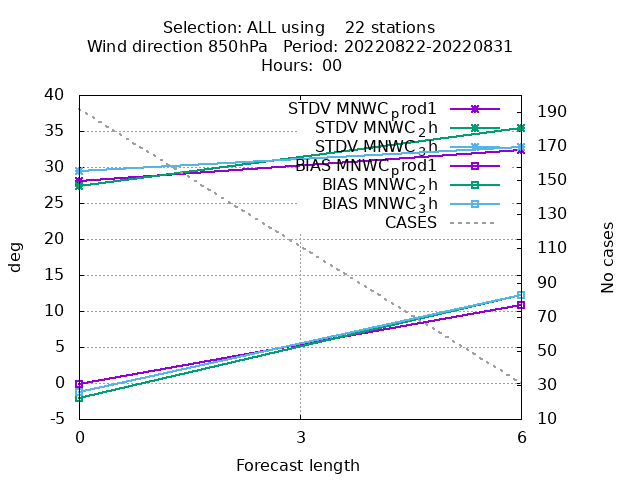 Selection: ALL using    22 stations
Wind direction 850hPa   Period: 20220822-20220831
Hours: 00
40
35
30
25
20
15
10
5
0
-5
deg
STDV MNWC_prod1
STDV MNWC_2h
STDV MNWC_3h
BIAS MNWC_prod1
BIAS MNWC_2h
BIAS MNWC_3h
CASES
190
170
150
130
110
90
70
50
30
10
No cases
0 3 6
Forecast length